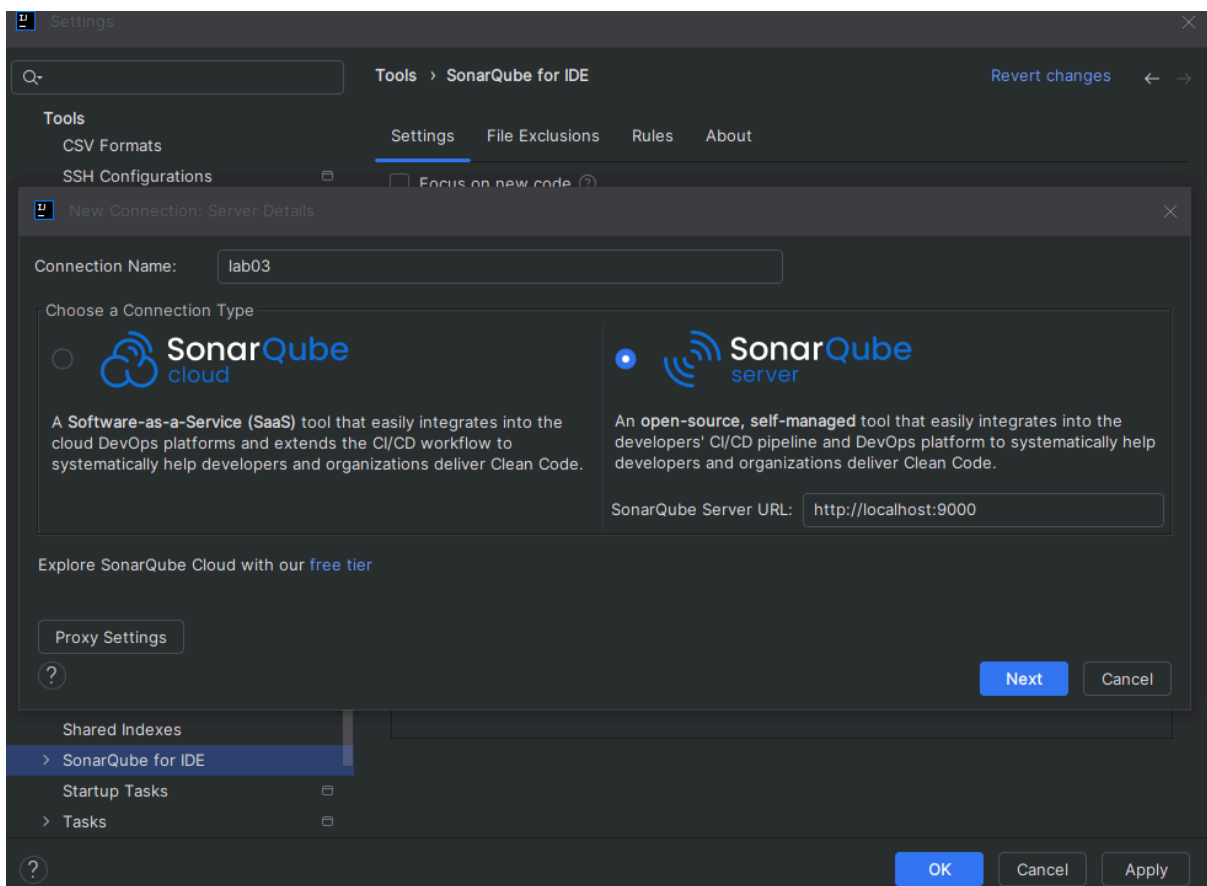 Settings
Tools › SonarQube for IDE
Revert changes
Tools
CSV Formats
SSH Configurations
Settings
File Exclusions
Rules
About
Focus on new code
New Connection: Server Details
Connection Name:
lab03
Choose a Connection Type
SonarQube
cloud
A Software-as-a-Service (SaaS) tool that easily integrates into the
cloud DevOps platforms and extends the CI/CD workflow to
systematically help developers and organizations deliver Clean Code.
SonarQube
server
An open-source, self-managed tool that easily integrates into the
developers' CI/CD pipeline and DevOps platform to systematically help
developers and organizations deliver Clean Code.
SonarQube Server URL:
http://localhost:9000
Explore SonarQube Cloud with our free tier
Proxy Settings
?
Next
Cancel
Shared Indexes
SonarQube for IDE
Startup Tasks
Tasks
?
OK
Cancel
Apply